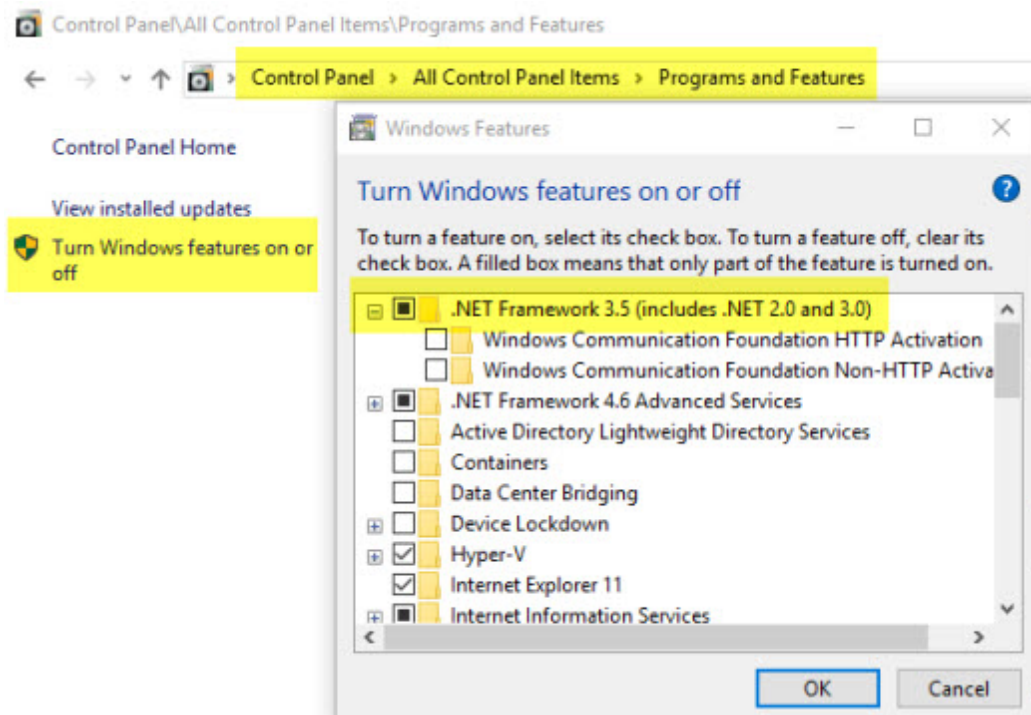 Control Panel\All Control Panel Items\Programs and Features
Control Panel > All Control Panel Items > Programs and Features
Control Panel Home
View installed updates
Turn Windows features on or
off
Windows Features
Turn Windows features on or off
?
To turn a feature on, select its check box. To turn a feature off, clear its
check box. A filled box means that only part of the feature is turned on.
.NET Framework 3.5 (includes .NET 2.0 and 3.0)
Windows Communication Foundation HTTP Activation
Windows Communication Foundation Non-HTTP Activa
.NET Framework 4.6 Advanced Services
Active Directory Lightweight Directory Services
Containers
Data Center Bridging
Device Lockdown
Hyper-V
Internet Explorer 11
Internet Information Services
OK
Cancel